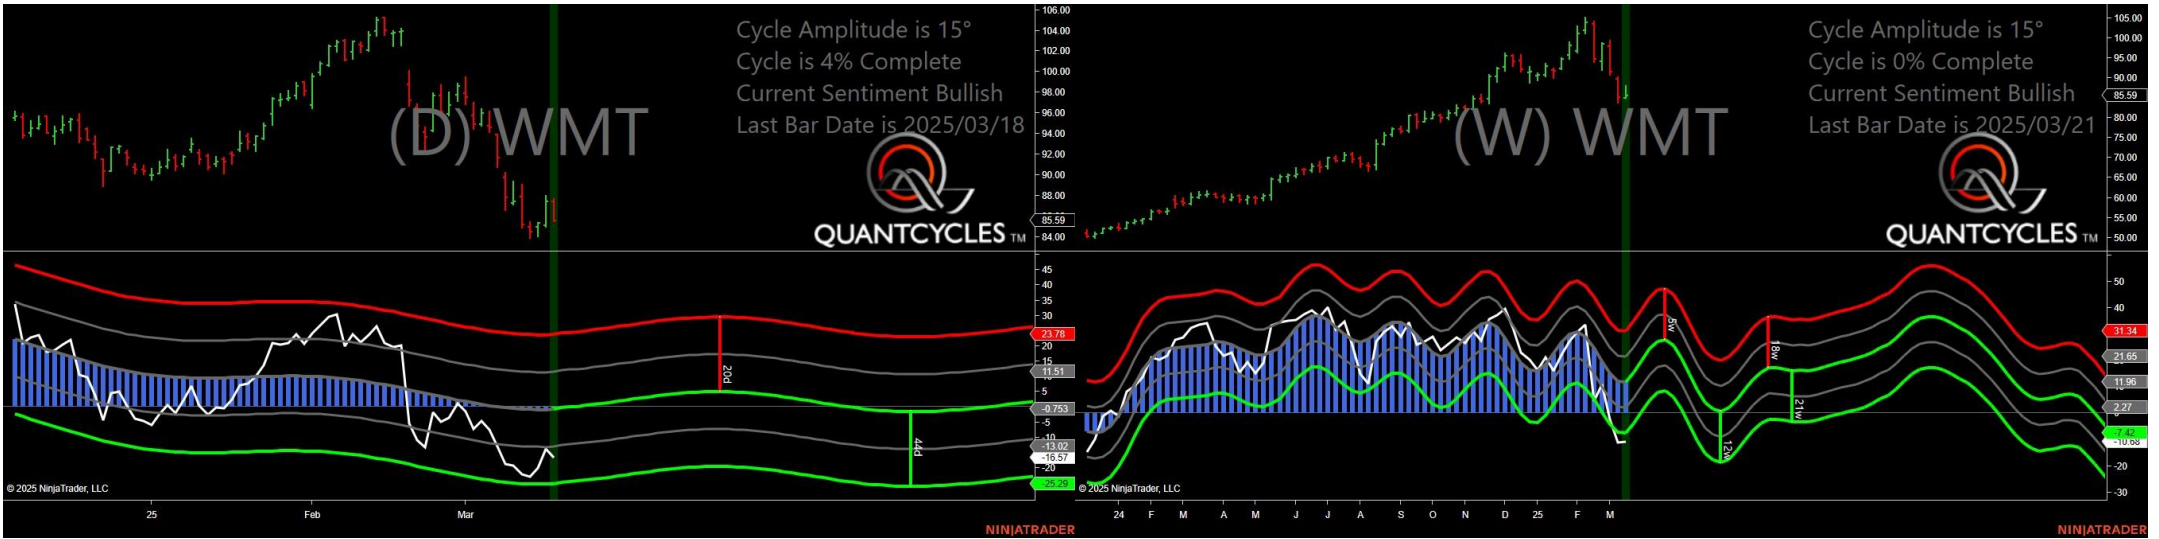 Cycle Amplitude is 15°
Cycle is 4% Complete
Current Sentiment Bullish
Last Bar Date is 2025/03/18
(D) WMT
QUANTCYCLES TM
106.00
104.00
102.00
100.00
98.00
96.00
94.00
92.00
90.00
88.00
85.59
84.00
45
40
35
30
23.78
20
15
11.51
5
-0.753
-5
-10
-13.02
-16.57
-20
-25.29
20d
44d
© 2025 NinjaTrader, LLC
25
Feb
Mar
NINJATRADER
Cycle Amplitude is 15°
Cycle is 0% Complete
Current Sentiment Bullish
Last Bar Date is 2025/03/21
(W) WMT
QUANTCYCLES TM
105.00
100.00
95.00
90.00
85.59
80.00
75.00
70.00
65.00
60.00
55.00
50.00
50
40
31.34
21.65
11.96
2.27
-7.42
-10.68
-20
-30
5w
18w
12w
21w
© 2025 NinjaTrader, LLC
24
F
M
A
M
J
J
A
S
O
N
D
25
F
M
NINJATRADER